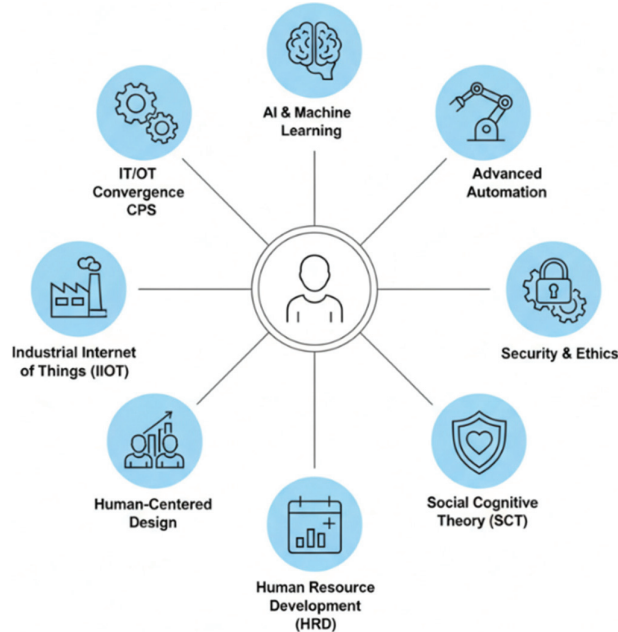 AI & Machine
Learning
Advanced
Automation
IT/OT
Convergence
CPS
Security & Ethics
Industrial Internet
of Things (IIOT)
Social Cognitive
Theory (SCT)
Human-Centered
Design
Human Resource
Development
(HRD)